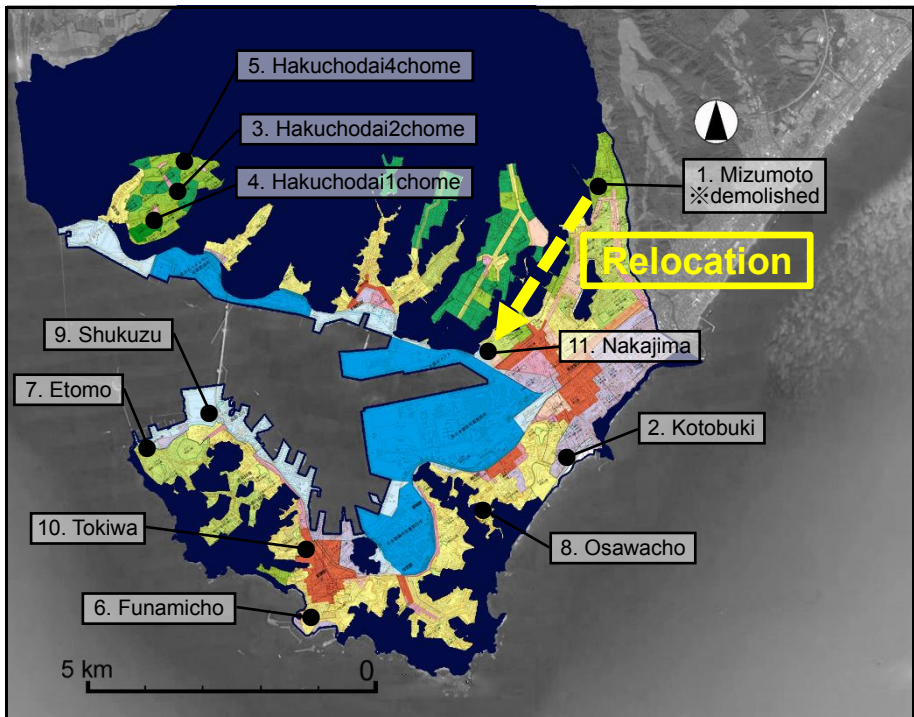 5. Hakuchodai4chome
3. Hakuchodai2chome
4. Hakuchodai1chome
1. Mizumoto
※demolished
Relocation
9. Shukuzu
11. Nakajima
7. Etomo
2. Kotobuki
10. Tokiwa
8. Osawacho
6. Funamicho
5 km
0